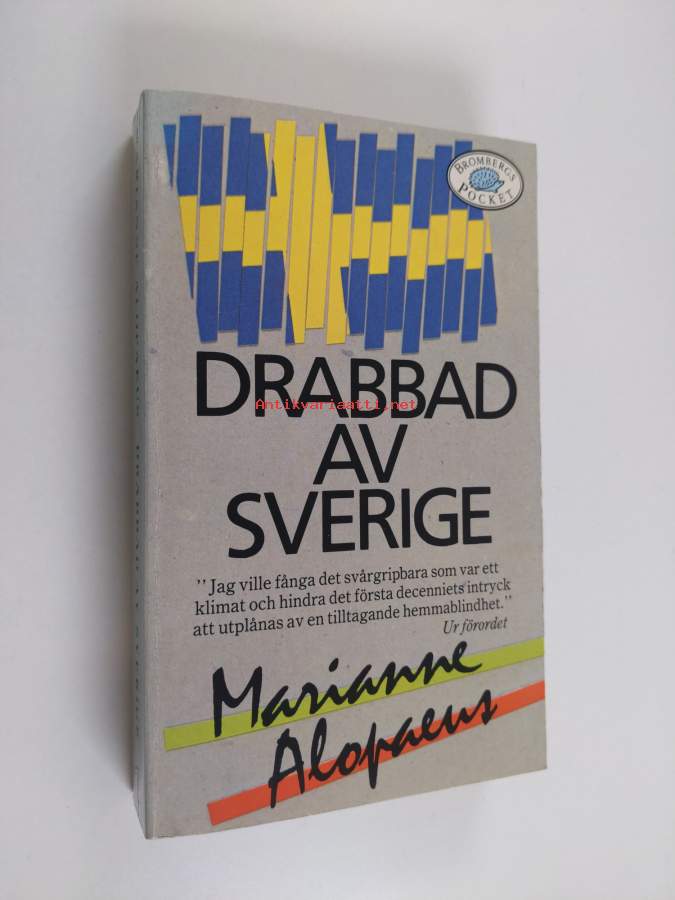 BROMBERGS
POCKET
DRABBAD
Antikvariaatti.net
AV
SVERIGE
"Jag ville fånga det svårgripbara som var ett
klimat och hindra det första decenniets intryck
att utplånas av en tilltagande hemmablindhet."
Ur förordet
Marianne
Alopaeus